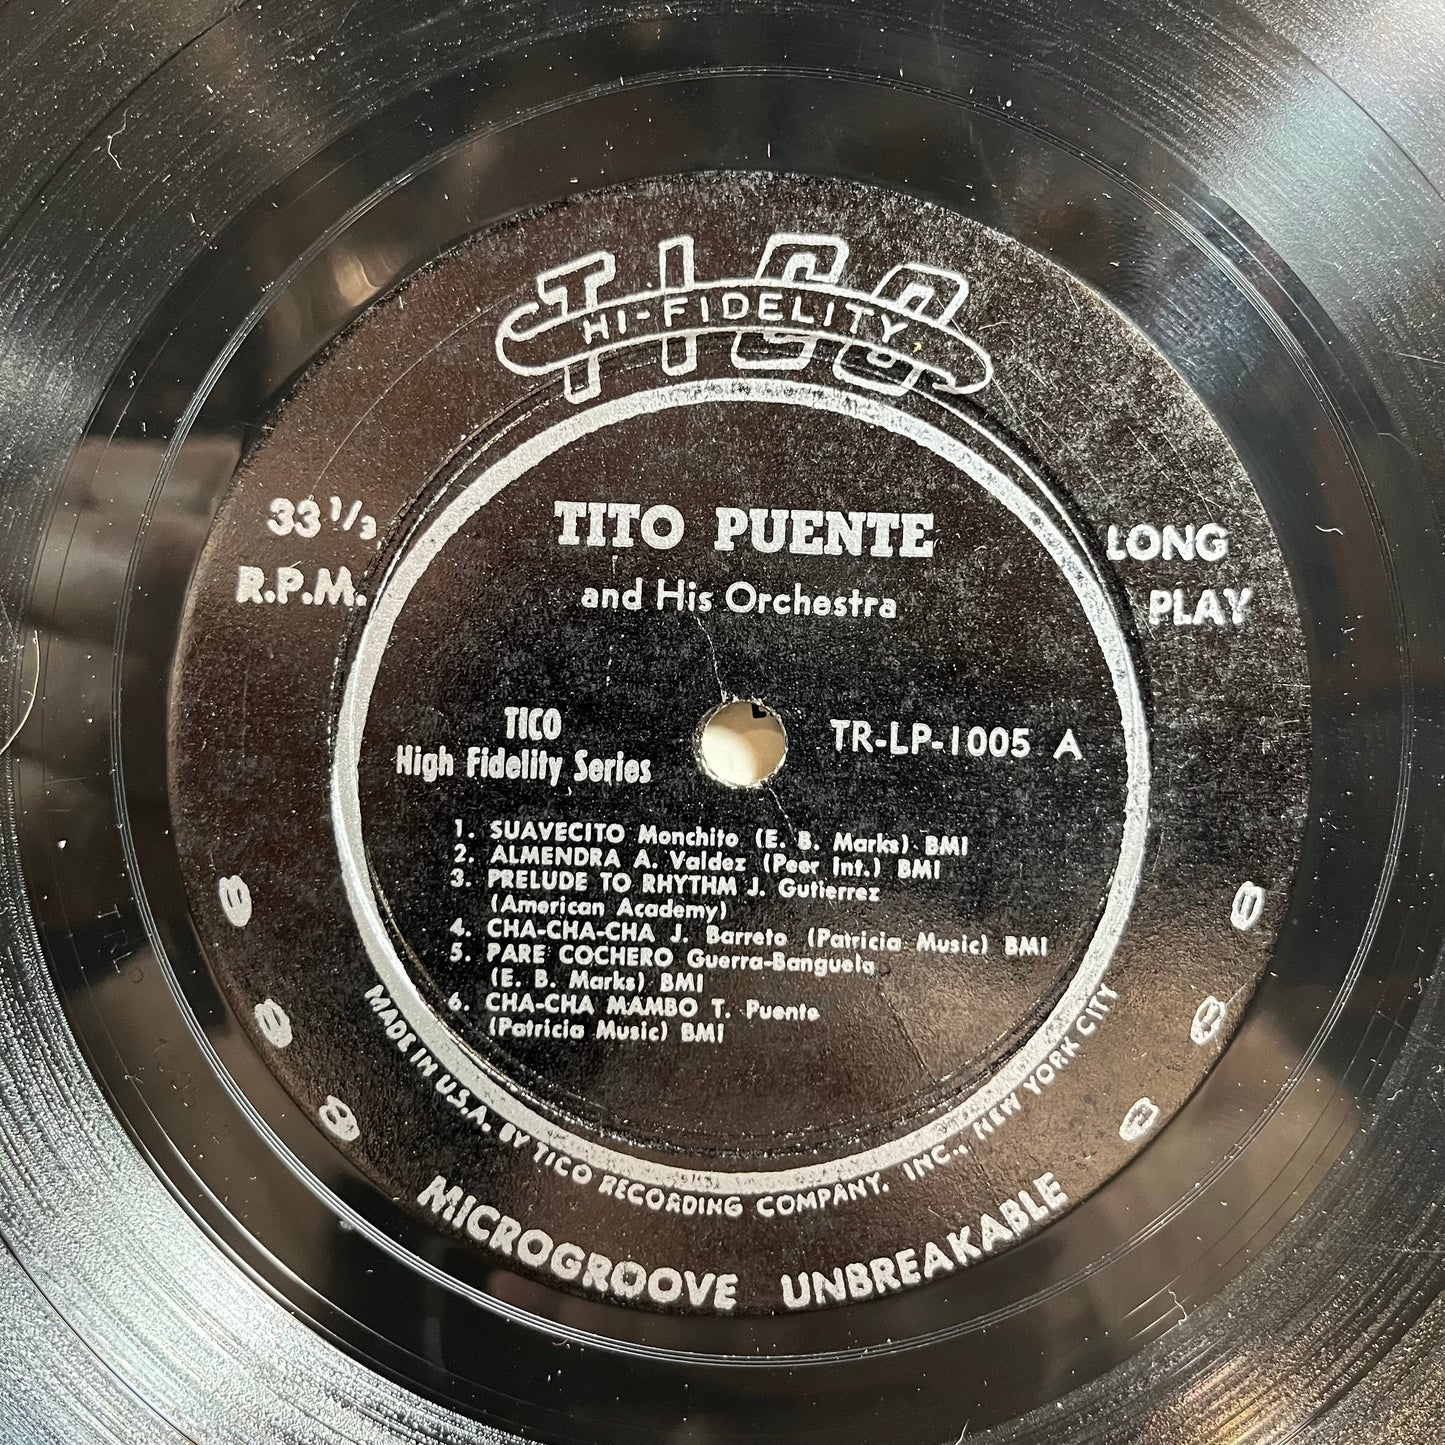 TICO
HI-FIDELITY
33 1/3
R.P.M.
LONG
PLAY
TITO PUENTE
and His Orchestra
TICO
High Fidelity Series
TR-LP-1005 A
1. SUAVECITO Monchito (E. B. Marks) BMI
2. ALMENDRA A. Valdez (Peer Int.) BMI
3. PRELUDE TO RHYTHM J. Gutierrez
(American Academy)
4. CHA-CHA-CHA J. Barreto (Patricia Music) BMI
5. PARE COCHERO Guerra-Banguela
(E. B. Marks) BMI
6. CHA-CHA MAMBO T. Puente
(Patricia Music) BMI
MADE IN U.S.A. BY TICO RECORDING COMPANY, INC., NEW YORK CITY
MICROGROOVE UNBREAKABLE